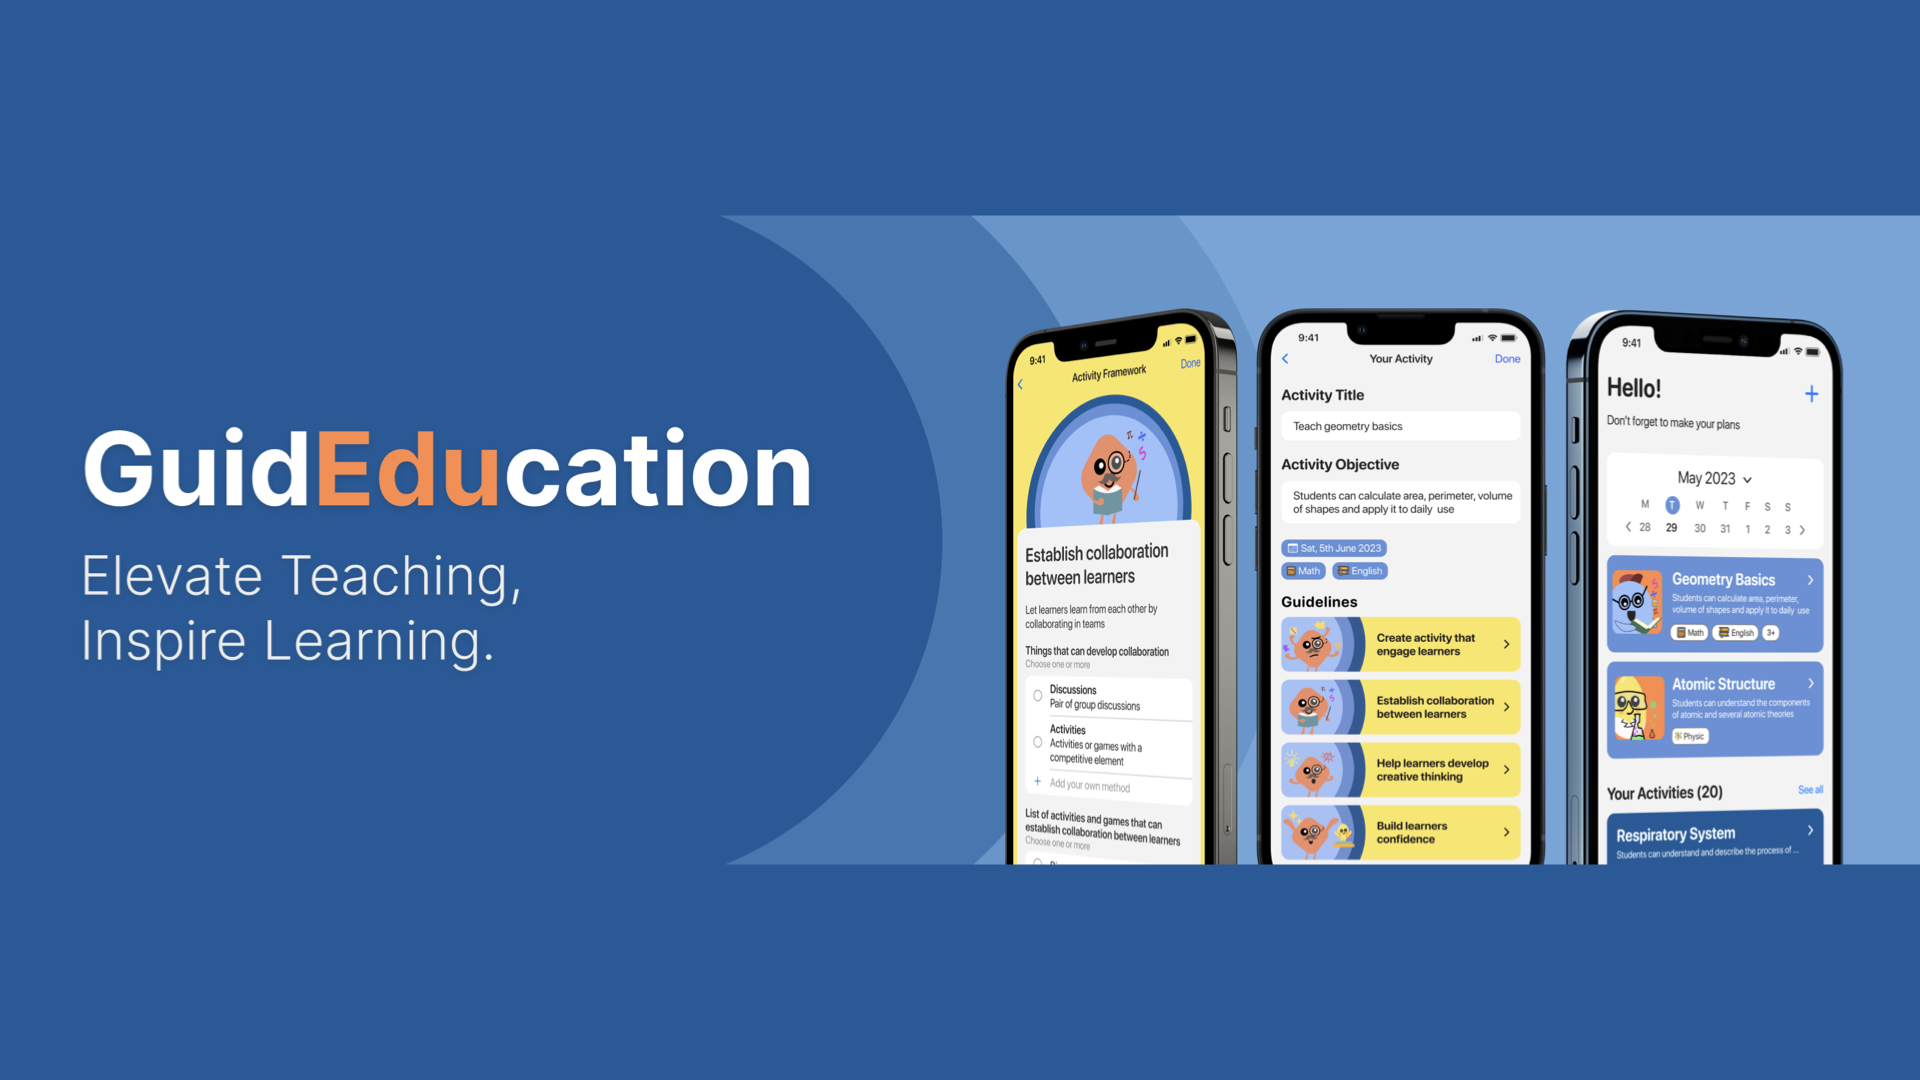 GuidEducation
Elevate Teaching,
Inspire Learning.
9:41
Activity Framework
Done
Establish collaboration
between learners
Let learners learn from each other by
collaborating in teams
Things that can develop collaboration
Choose one or more
Discussions
Pair of group discussions
Activities
Activities or games with a
competitive element
+ Add your own method
List of activities and games that can
establish collaboration between learners
Choose one or more
9:41
Your Activity
Done
Activity Title
Teach geometry basics
Activity Objective
Students can calculate area, perimeter, volume
of shapes and apply it to daily use
Sat, 5th June 2023
Math
English
Guidelines
Create activity that
engage learners
Establish collaboration
between learners
Help learners develop
creative thinking
Build learners
confidence
9:41
Hello!
+
Don't forget to make your plans
May 2023
M T W T F S S
28 29 30 31 1 2 3
Geometry Basics
Students can calculate area, perimeter,
volume of shapes and apply it to daily use
Math
English
3+
Atomic Structure
Students can understand the components
of atomic and several atomic theories
Physic
Your Activities (20)
See all
Respiratory System
Students can understand and describe the process of ...